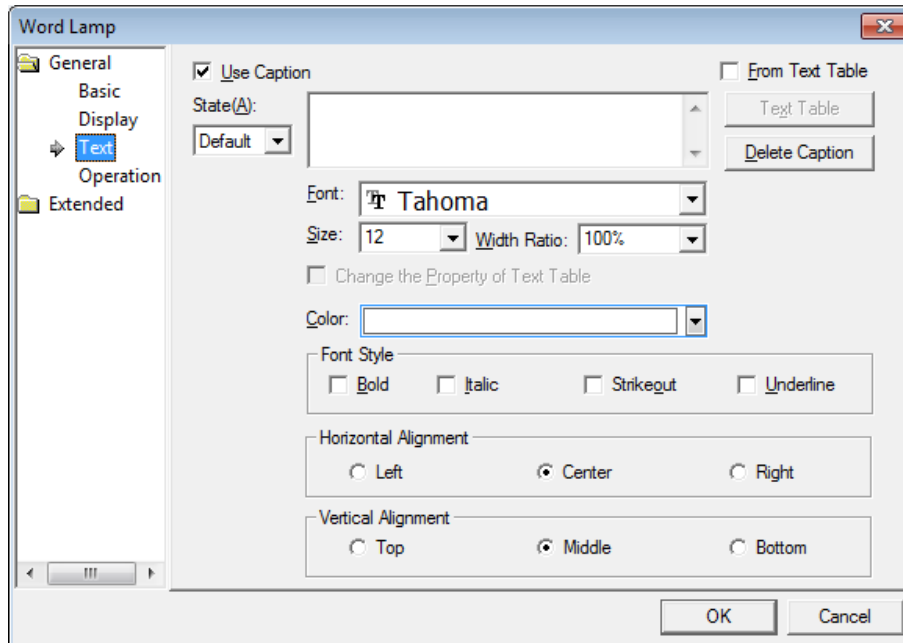 Word Lamp
General
Basic
Display
Text
Operation
Extended
Use Caption
From Text Table
State(A):
Default
Text Table
Delete Caption
Font: Tahoma
Size: 12 Width Ratio: 100%
Change the Property of Text Table
Color:
Font Style
Bold Italic Strikeout Underline
Horizontal Alignment
Left Center Right
Vertical Alignment
Top Middle Bottom
OK Cancel